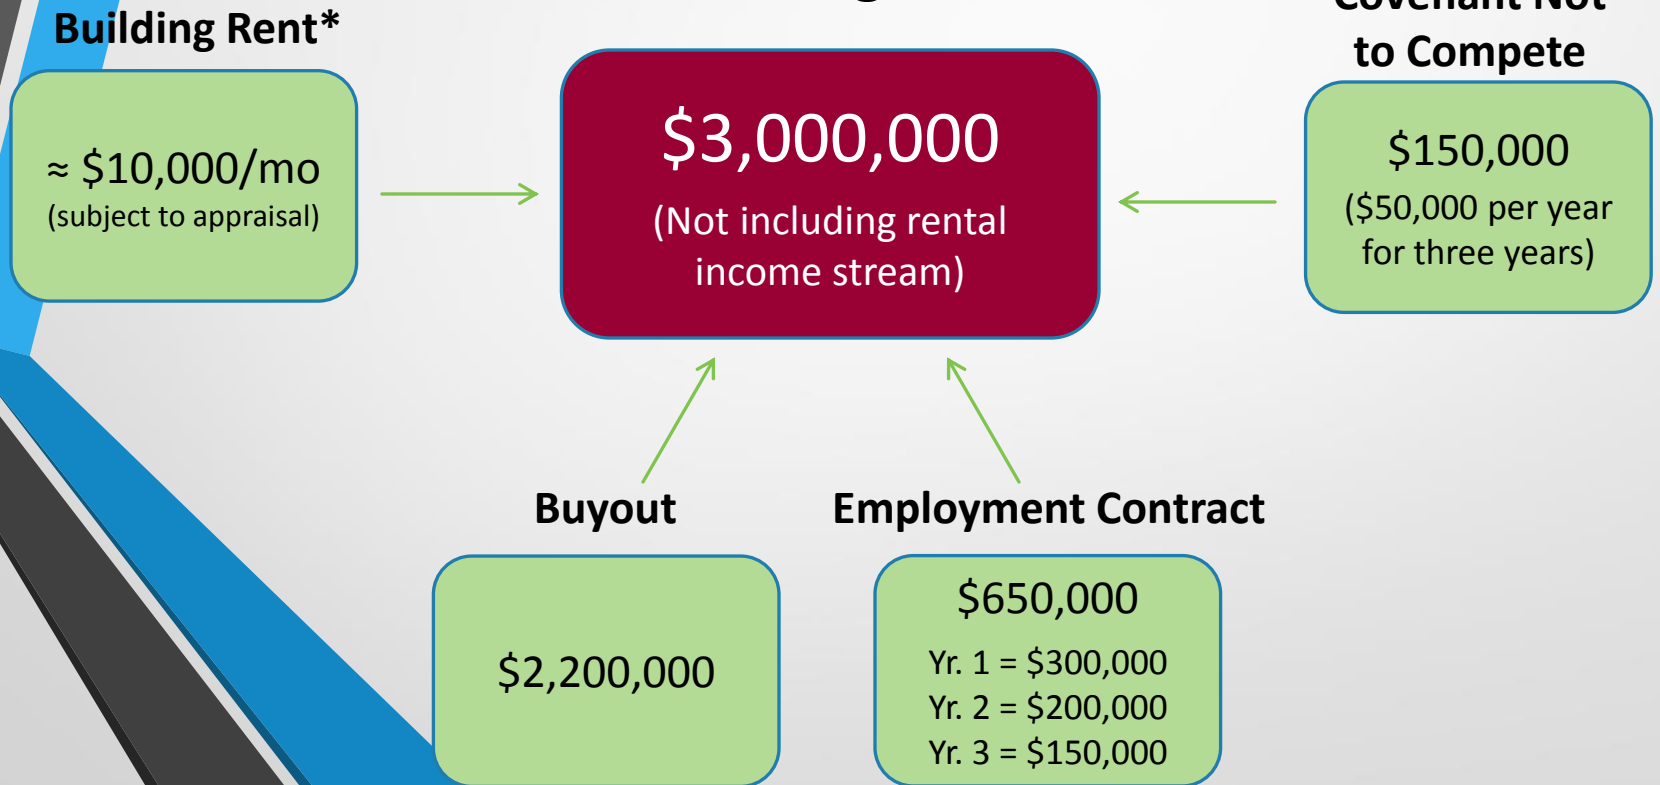 Building Rent*
≈ $10,000/mo
(subject to appraisal)
$3,000,000
(Not including rental
income stream)
Covenant Not
to Compete
$150,000
($50,000 per year
for three years)
Buyout
$2,200,000
Employment Contract
$650,000
Yr. 1 = $300,000
Yr. 2 = $200,000
Yr. 3 = $150,000